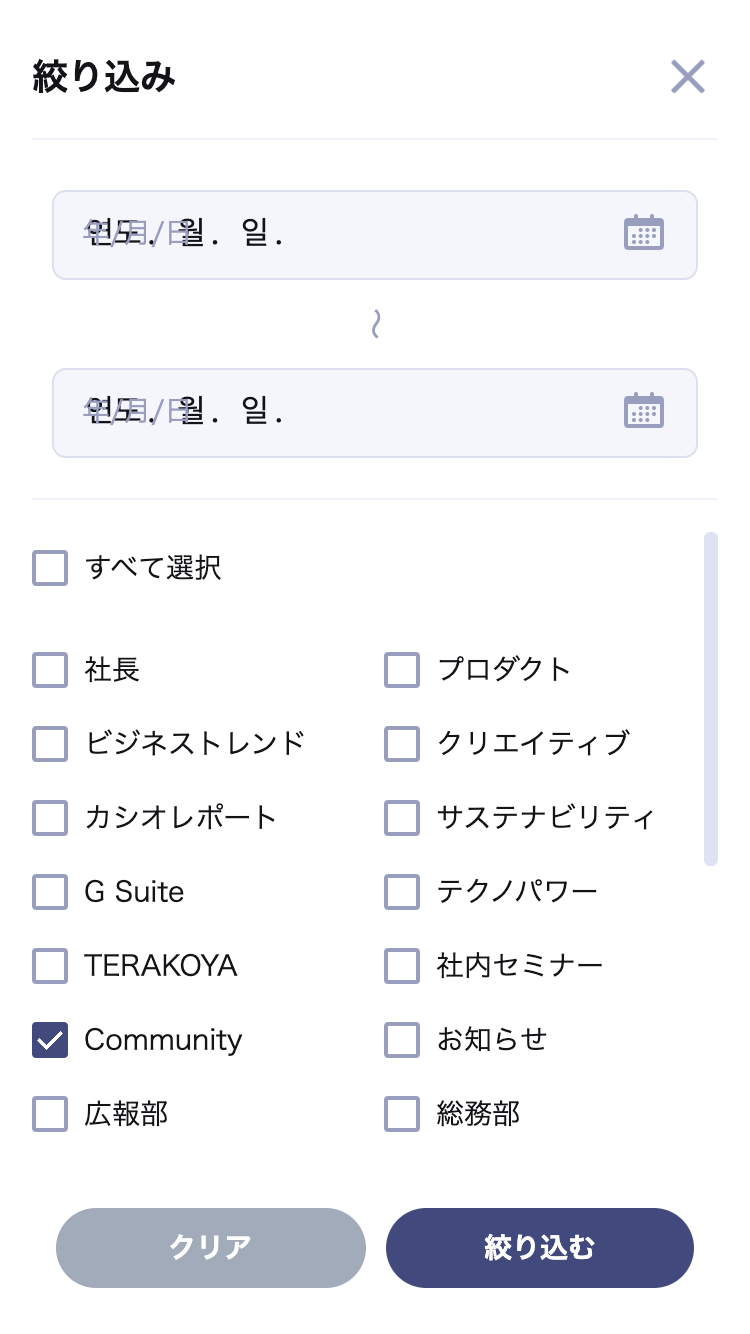 絞り込み
年/月/日 연도. 월. 일.
~
年/月/日 연도. 월. 일.
すべて選択
社長 プロダクト
ビジネストレンド クリエイティブ
カシオレポート サステナビリティ
G Suite テクノパワー
TERAKOYA 社内セミナー
Community お知らせ
広報部 総務部
クリア 絞り込む